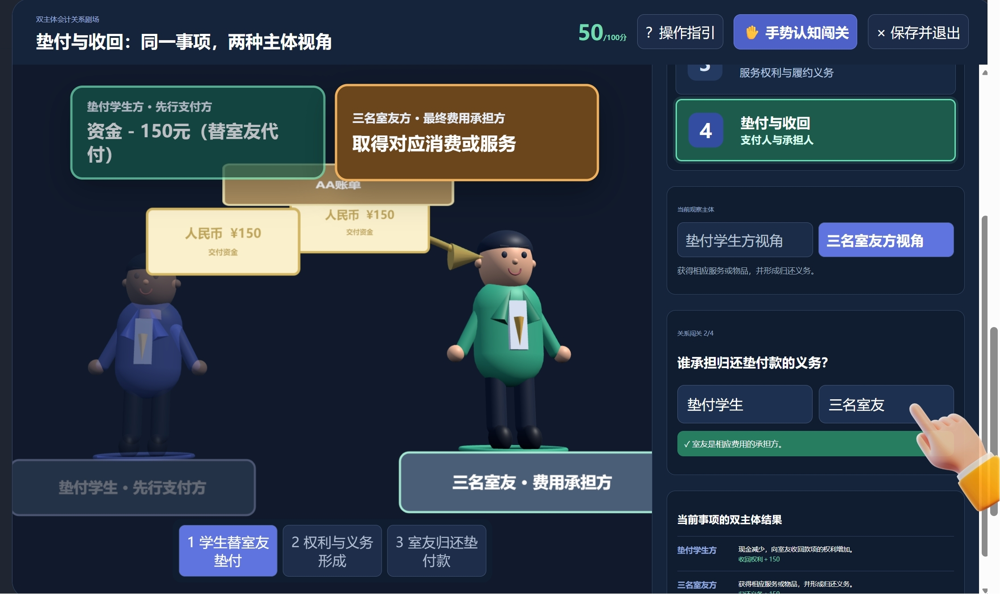 双主体会计关系剧场
垫付与收回：同一事项，两种主体视角
50/100分
? 操作指引
手势认知闯关
× 保存并退出
垫付学生方・先行支付方
资金 - 150元（替室友代
付）
三名室友方・最终费用承担方
取得对应消费或服务
AA账单
人民币 ¥150
交付资金
人民币 ¥150
交付资金
垫付学生・先行支付方
三名室友・费用承担方
1 学生替室友
垫付
2 权利与义务
形成
3 室友归还垫
付款
3
服务权利与履约义务
4
垫付与收回
支付人与承担人
当前观察主体
垫付学生方视角
三名室友方视角
获得相应服务或物品，并形成归还义务。
关系闯关 2/4
谁承担归还垫付款的义务?
垫付学生
三名室友
✓ 室友是相应费用的承担方。
当前事项的双主体结果
垫付学生方
现金减少，向室友收回款项的权利增加。
收回权利 + 150
三名室友方
获得相应服务或物品，并形成归还义务。
归还义务 + 150